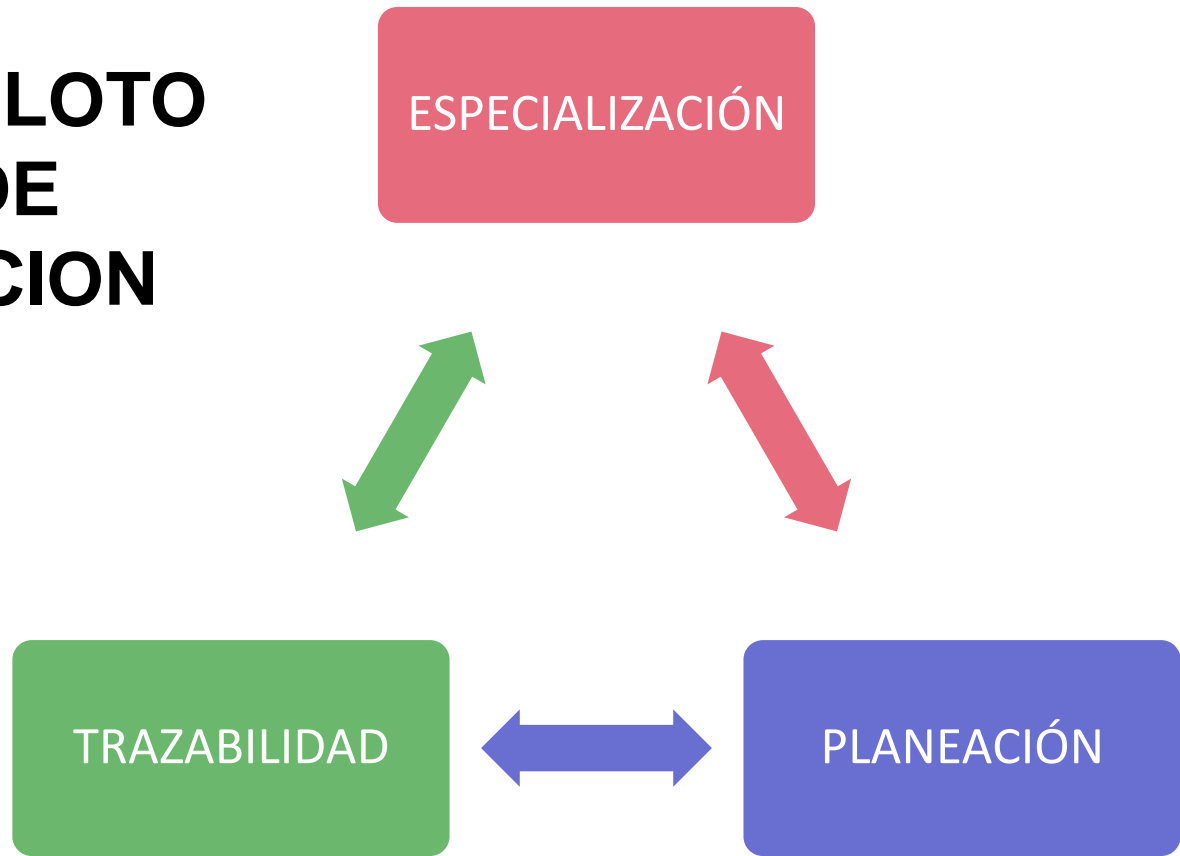 LOTO
DE
CION
ESPECIALIZACIÓN
TRAZABILIDAD
PLANEACIÓN